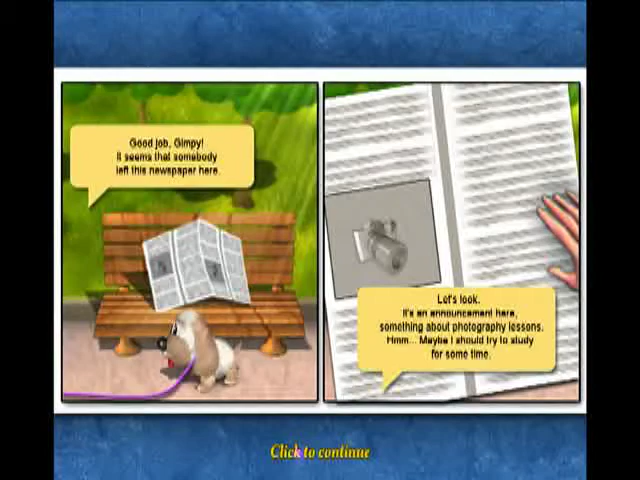 Good job, Gimpy!
It seems that somebody
left this newspaper here.
Let's look.
It's an announcement here,
something about photography lessons.
Hmm... Maybe I should try to study
for some time.
Click to continue